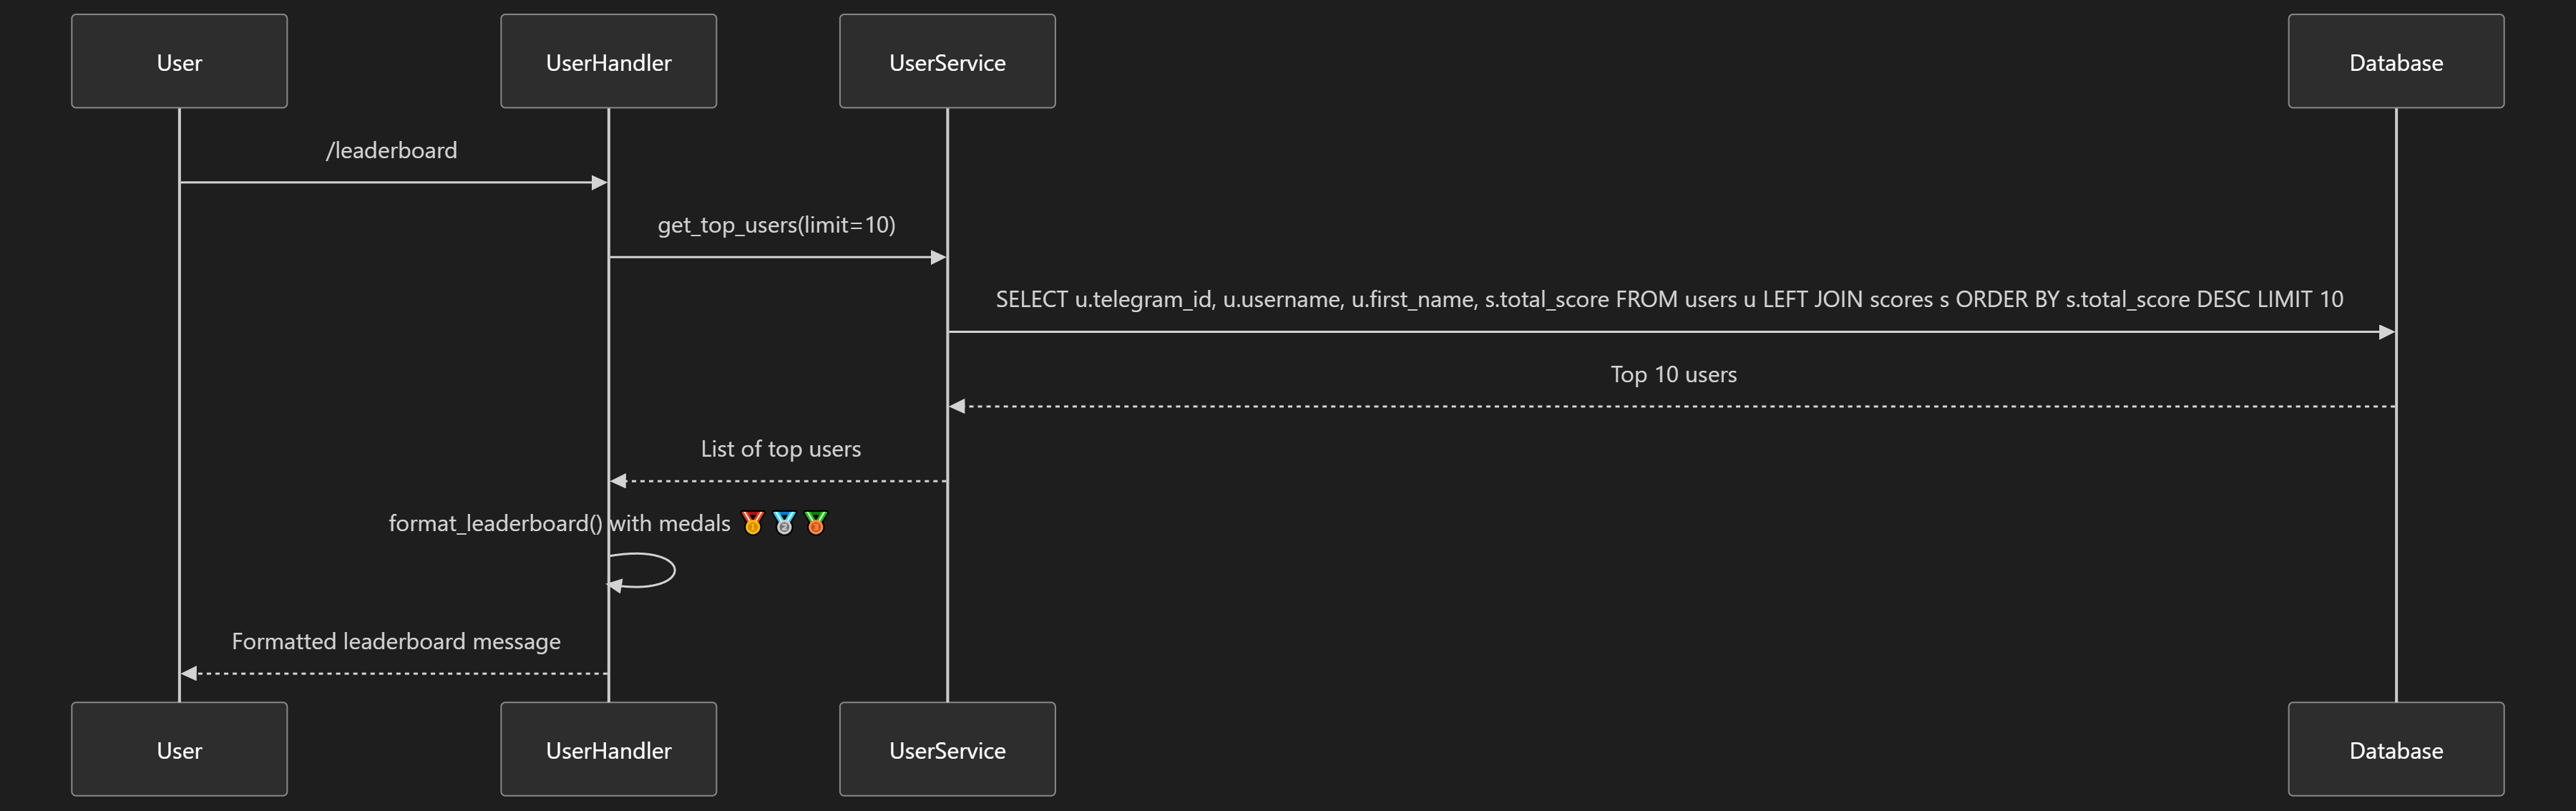 User
UserHandler
UserService
Database
/leaderboard
get_top_users(limit=10)
SELECT u.telegram_id, u.username, u.first_name, s.total_score FROM users u LEFT JOIN scores s ORDER BY s.total_score DESC LIMIT 10
Top 10 users
List of top users
format_leaderboard() with medals 🥇🥈🥉
Formatted leaderboard message
User
UserHandler
UserService
Database